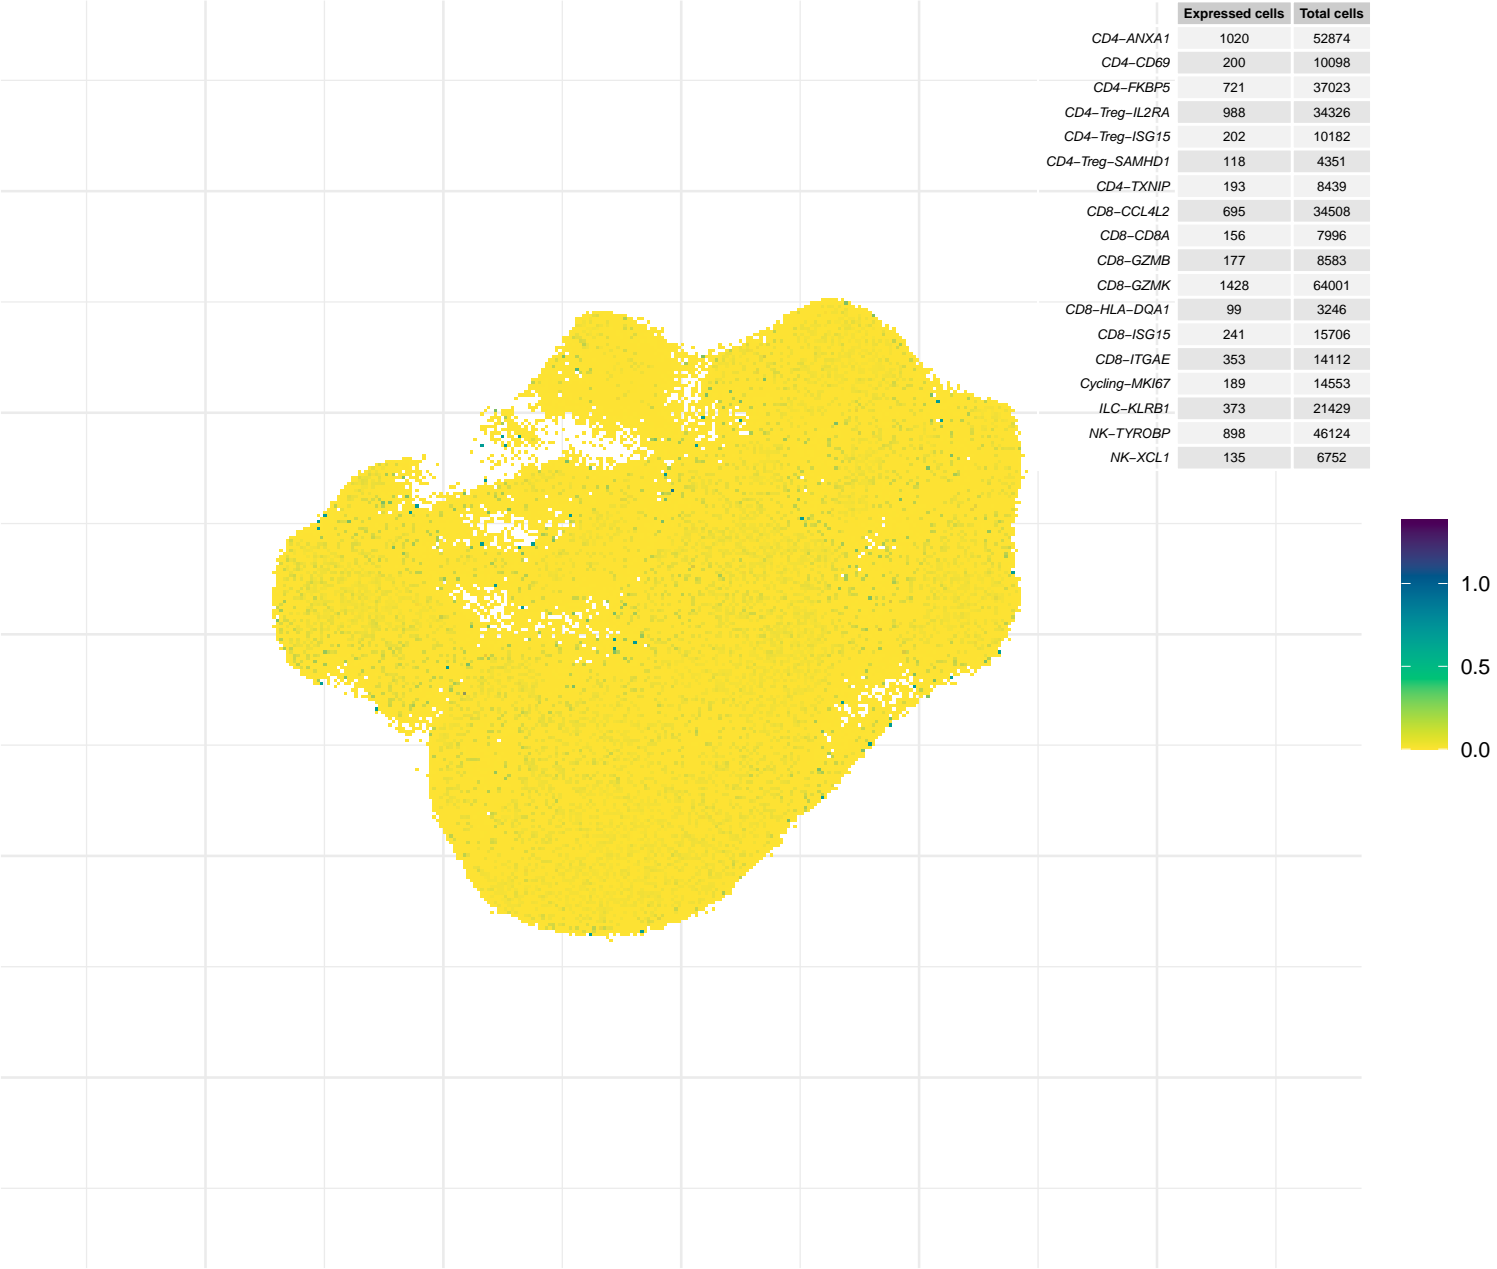 Expressed cells Total cells
CD4−ANXA1 1020 52874
CD4−CD69 200 10098
CD4−FKBP5 721 37023
CD4−Treg−IL2RA 988 34326
CD4−Treg−ISG15 202 10182
CD4−Treg−SAMHD1 118 4351
CD4−TXNIP 193 8439
CD8−CCL4L2 695 34508
CD8−CD8A 156 7996
CD8−GZMB 177 8583
CD8−GZMK 1428 64001
CD8−HLA−DQA1 99 3246
CD8−ISG15 241 15706
CD8−ITGAE 353 14112
Cycling−MKI67 189 14553
ILC−KLRB1 373 21429
NK−TYROBP 898 46124
NK−XCL1 135 6752
1.0
0.5
0.0